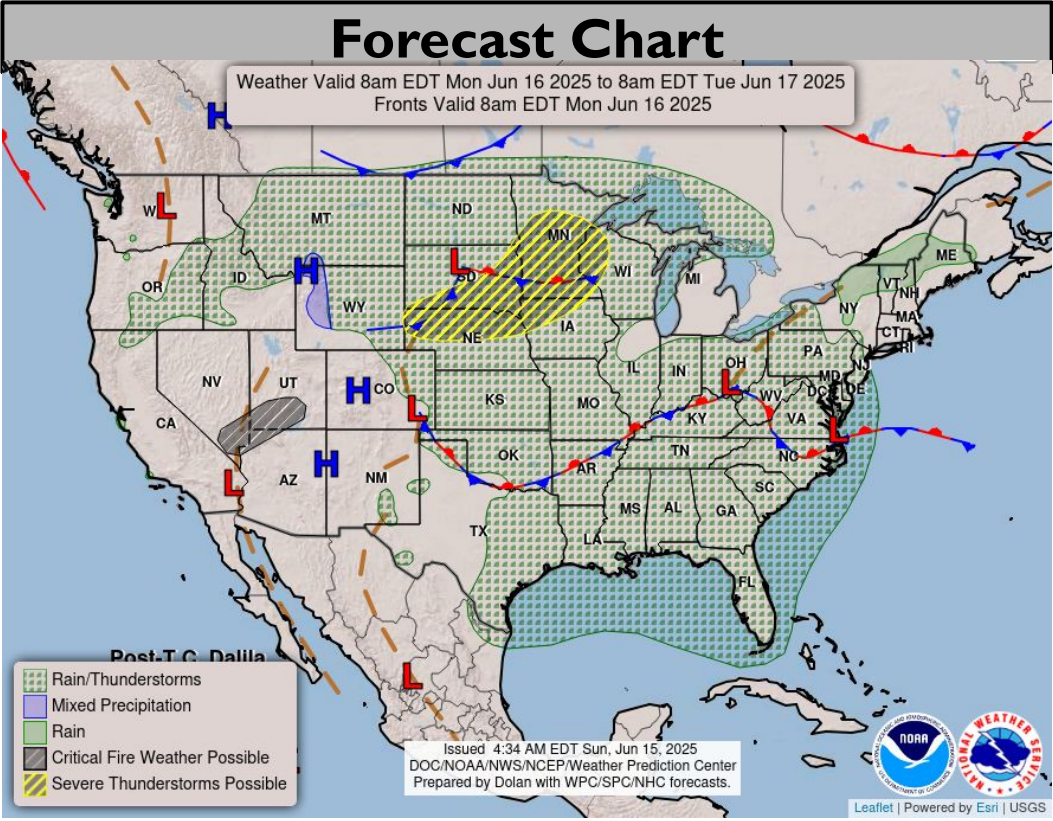 Forecast Chart
Weather Valid 8am EDT Mon Jun 16 2025 to 8am EDT Tue Jun 17 2025
Fronts Valid 8am EDT Mon Jun 16 2025
H
L
MT
ND
MN
ME
H
L
SD
WI
MI
VT
NH
OR
ID
WY
NY
MA
CT
RI
NE
IA
PA
NJ
OH
IL
IN
MD
DE
DC
NV
UT
H
CO
KS
MO
L
WV
VA
KY
CA
L
L
NC
TN
OK
AR
AZ
H
NM
L
SC
MS
AL
GA
TX
LA
FL
Post-T.C. Dalila
L
Rain/Thunderstorms
Mixed Precipitation
Rain
Critical Fire Weather Possible
Severe Thunderstorms Possible
Issued 4:34 AM EDT Sun, Jun 15, 2025
DOC/NOAA/NWS/NCEP/Weather Prediction Center
Prepared by Dolan with WPC/SPC/NHC forecasts.
NOAA
NATIONAL WEATHER SERVICE
Leaflet | Powered by Esri | USGS